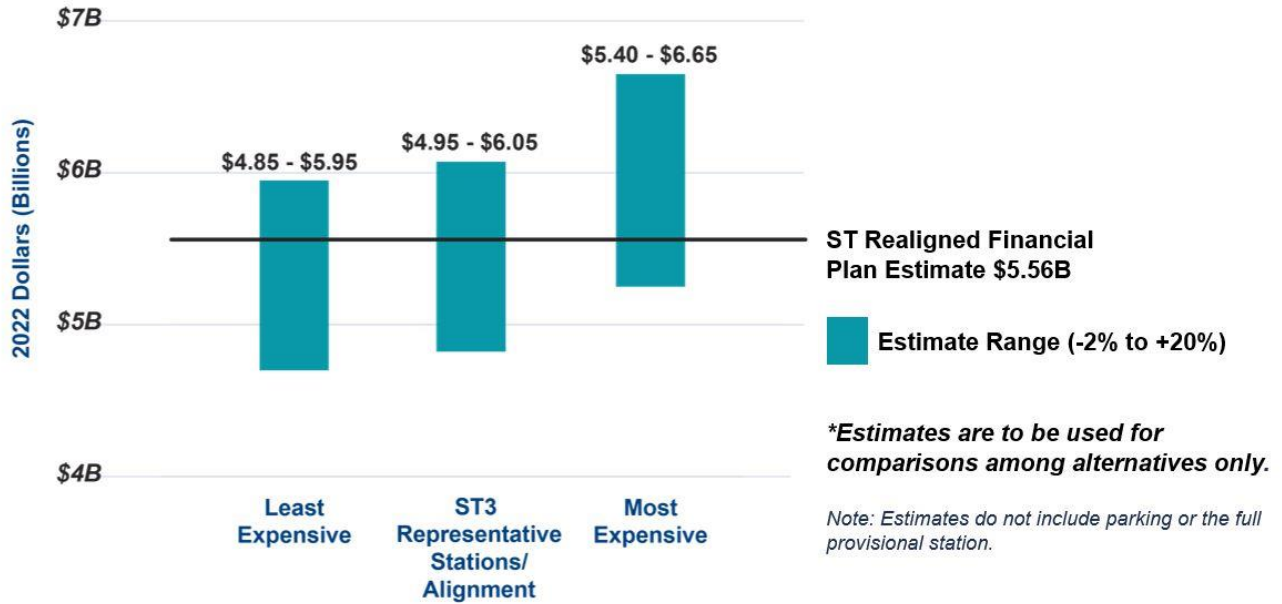 $7B
$5.40 - $6.65
$4.95 - $6.05
$4.85 - $5.95
$6B
2022 Dollars (Billions)
ST Realigned Financial
Plan Estimate $5.56B
$5B
Estimate Range (-2% to +20%)
*Estimates are to be used for
comparisons among alternatives only.
$4B
Least
Expensive
ST3
Representative
Stations/
Alignment
Most
Expensive
Note: Estimates do not include parking or the full
provisional station.